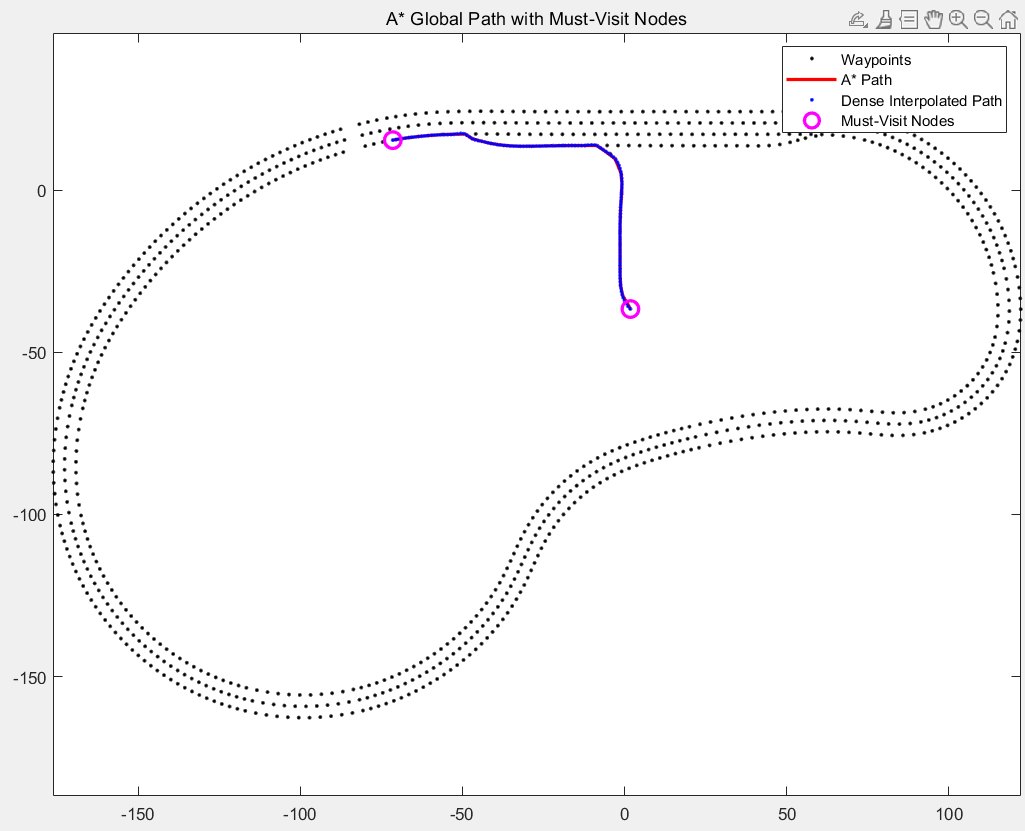 A* Global Path with Must-Visit Nodes
Waypoints
A* Path
Dense Interpolated Path
Must-Visit Nodes
0
-50
-100
-150
-150
-100
-50
0
50
100